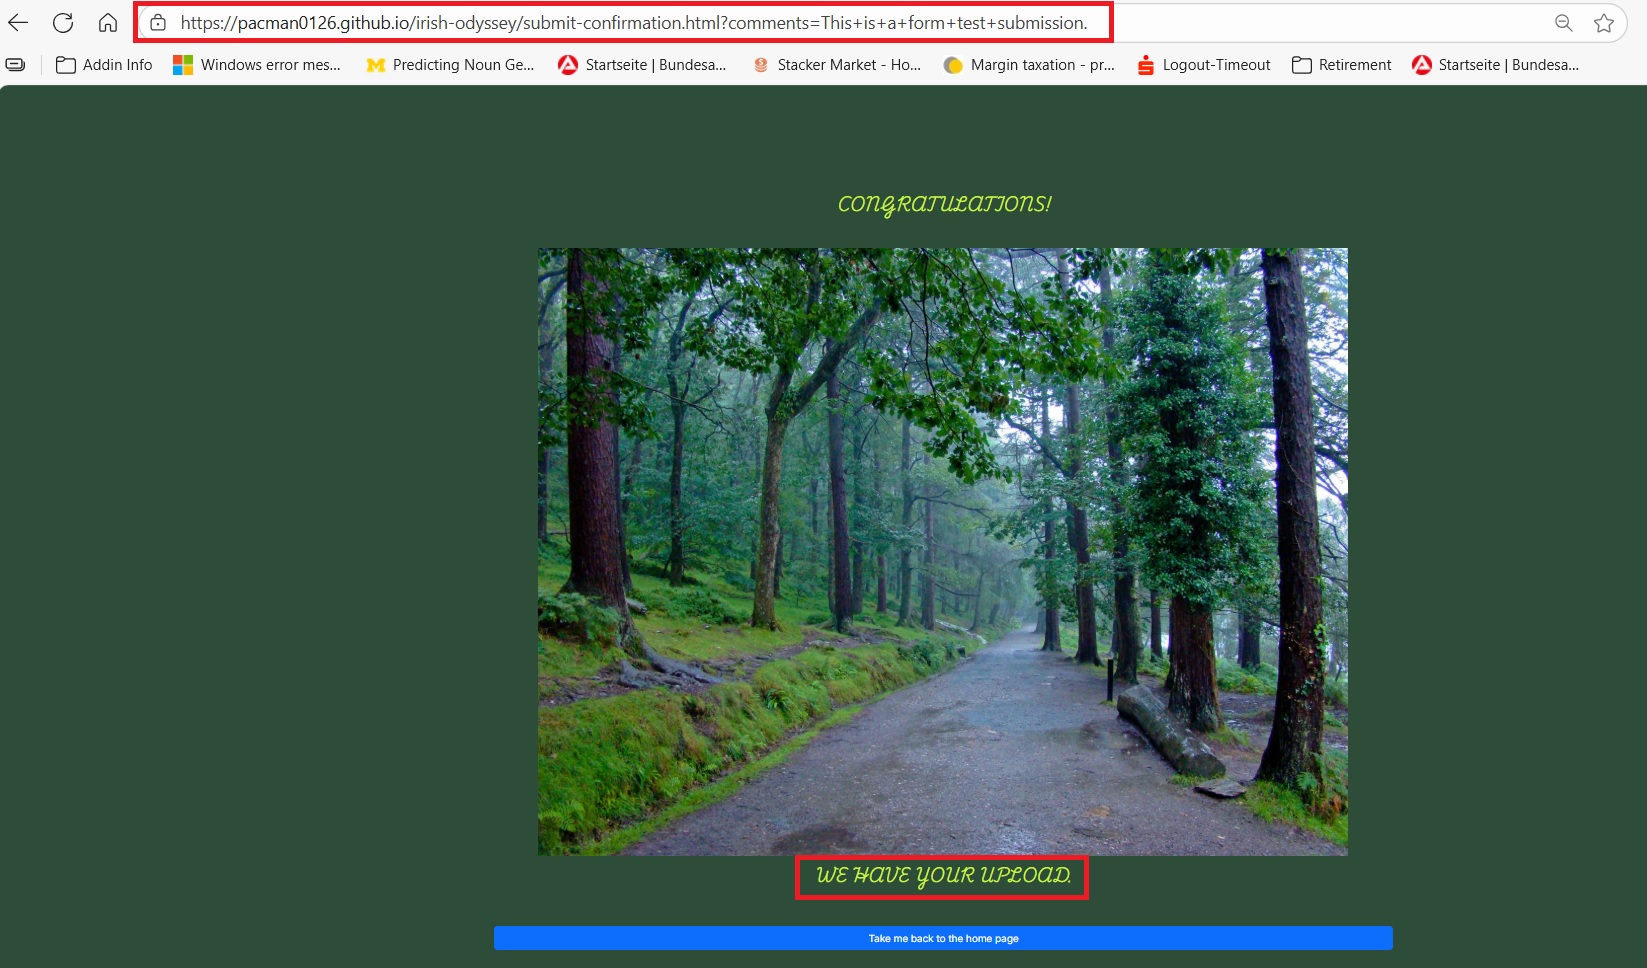 https://pacman0126.github.io/irish-odyssey/submit-confirmation.html?comments=This+is+a+form+test+submission.
Addin Info
Windows error mes...
Predicting Noun Ge...
Startseite | Bundesa...
Stacker Market - Ho...
Margin taxation - pr...
Logout-Timeout
Retirement
Startseite | Bundesa...
CONGRATULATIONS!
WE HAVE YOUR UPLOAD.
Take me back to the home page